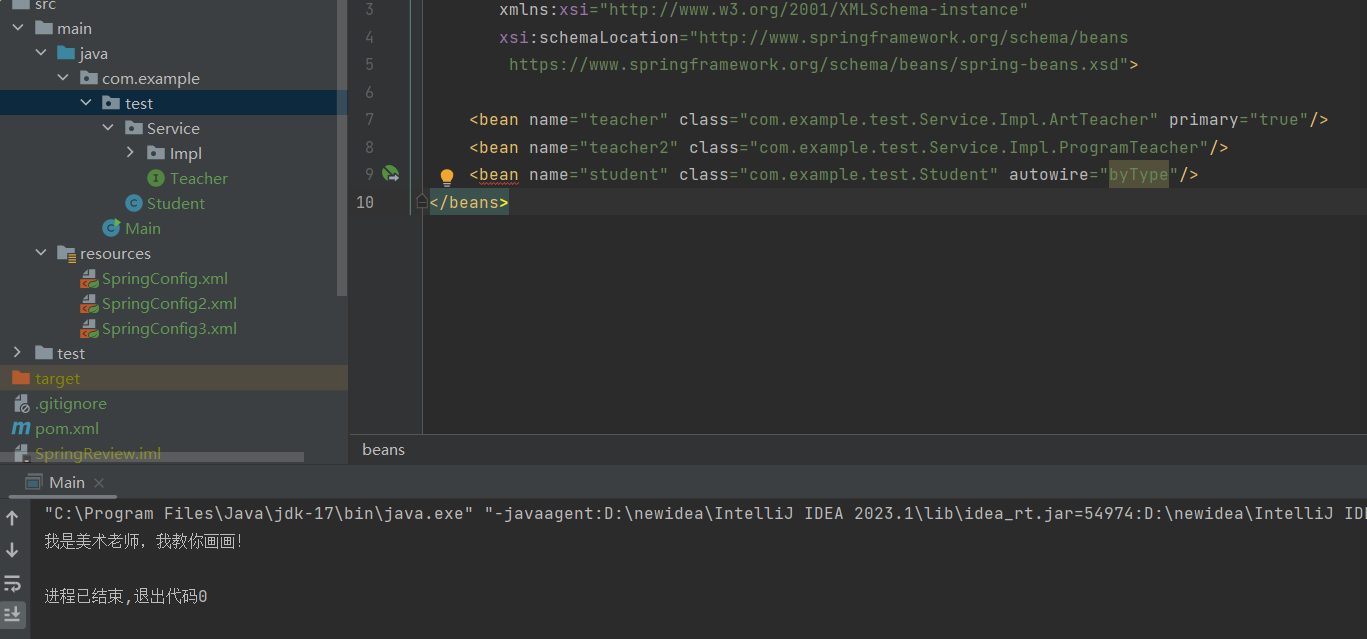 src
main
java
com.example
test
Service
Impl
Teacher
Student
Main
resources
SpringConfig.xml
SpringConfig2.xml
SpringConfig3.xml
test
target
.gitignore
pom.xml
SpringReview.iml
3 xmlns:xsi="http://www.w3.org/2001/XMLSchema-instance"
4 xsi:schemaLocation="http://www.springframework.org/schema/beans
5 https://www.springframework.org/schema/beans/spring-beans.xsd">
6
7 <bean name="teacher" class="com.example.test.Service.Impl.ArtTeacher" primary="true"/>
8 <bean name="teacher2" class="com.example.test.Service.Impl.ProgramTeacher"/>
9 <bean name="student" class="com.example.test.Student" autowire="byType"/>
10 </beans>
beans
Main
"C:\Program Files\Java\jdk-17\bin\java.exe" "-javaagent:D:\newidea\IntelliJ IDEA 2023.1\lib\idea_rt.jar=54974:D:\newidea\IntelliJ
我是美术老师，我教你画画！
进程已结束,退出代码0